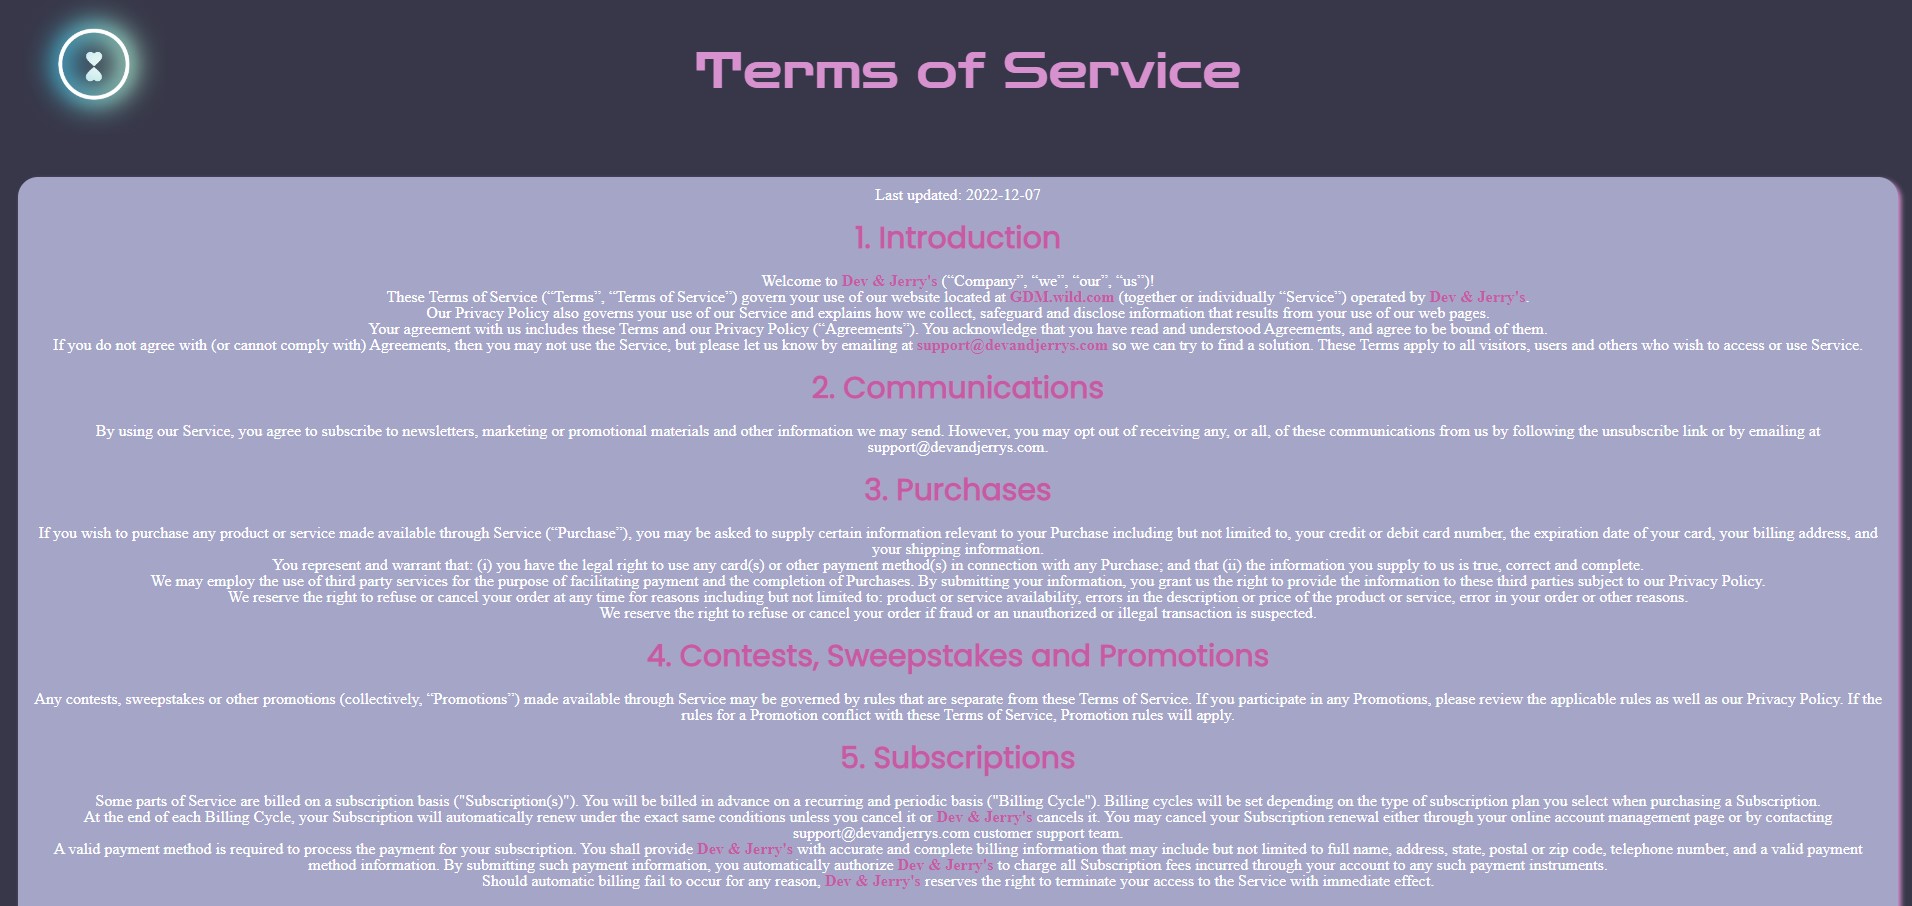 Terms of Service
Last updated: 2022-12-07
1. Introduction
Welcome to Dev & Jerry's (“Company”, “we”, “our”, “us”)!
These Terms of Service (“Terms”, “Terms of Service”) govern your use of our website located at GDM.wild.com (together or individually “Service”) operated by Dev & Jerry's.
Our Privacy Policy also governs your use of our Service and explains how we collect, safeguard and disclose information that results from your use of our web pages.
Your agreement with us includes these Terms and our Privacy Policy (“Agreements”). You acknowledge that you have read and understood Agreements, and agree to be bound of them.
If you do not agree with (or cannot comply with) Agreements, then you may not use the Service, but please let us know by emailing at support@devandjerrys.com so we can try to find a solution. These Terms apply to all visitors, users and others who wish to access or use Service.
2. Communications
By using our Service, you agree to subscribe to newsletters, marketing or promotional materials and other information we may send. However, you may opt out of receiving any, or all, of these communications from us by following the unsubscribe link or by emailing at
support@devandjerrys.com.
3. Purchases
If you wish to purchase any product or service made available through Service (“Purchase”), you may be asked to supply certain information relevant to your Purchase including but not limited to, your credit or debit card number, the expiration date of your card, your billing address, and
your shipping information.
You represent and warrant that: (i) you have the legal right to use any card(s) or other payment method(s) in connection with any Purchase; and that (ii) the information you supply to us is true, correct and complete.
We may employ the use of third party services for the purpose of facilitating payment and the completion of Purchases. By submitting your information, you grant us the right to provide the information to these third parties subject to our Privacy Policy.
We reserve the right to refuse or cancel your order at any time for reasons including but not limited to: product or service availability, errors in the description or price of the product or service, error in your order or other reasons.
We reserve the right to refuse or cancel your order if fraud or an unauthorized or illegal transaction is suspected.
4. Contests, Sweepstakes and Promotions
Any contests, sweepstakes or other promotions (collectively, “Promotions”) made available through Service may be governed by rules that are separate from these Terms of Service. If you participate in any Promotions, please review the applicable rules as well as our Privacy Policy. If the
rules for a Promotion conflict with these Terms of Service, Promotion rules will apply.
5. Subscriptions
Some parts of Service are billed on a subscription basis ("Subscription(s)"). You will be billed in advance on a recurring and periodic basis ("Billing Cycle"). Billing cycles will be set depending on the type of subscription plan you select when purchasing a Subscription.
At the end of each Billing Cycle, your Subscription will automatically renew under the exact same conditions unless you cancel it or Dev & Jerry's cancels it. You may cancel your Subscription renewal either through your online account management page or by contacting
support@devandjerrys.com customer support team.
A valid payment method is required to process the payment for your subscription. You shall provide Dev & Jerry's with accurate and complete billing information that may include but not limited to full name, address, state, postal or zip code, telephone number, and a valid payment
method information. By submitting such payment information, you automatically authorize Dev & Jerry's to charge all Subscription fees incurred through your account to any such payment instruments.
Should automatic billing fail to occur for any reason, Dev & Jerry's reserves the right to terminate your access to the Service with immediate effect.